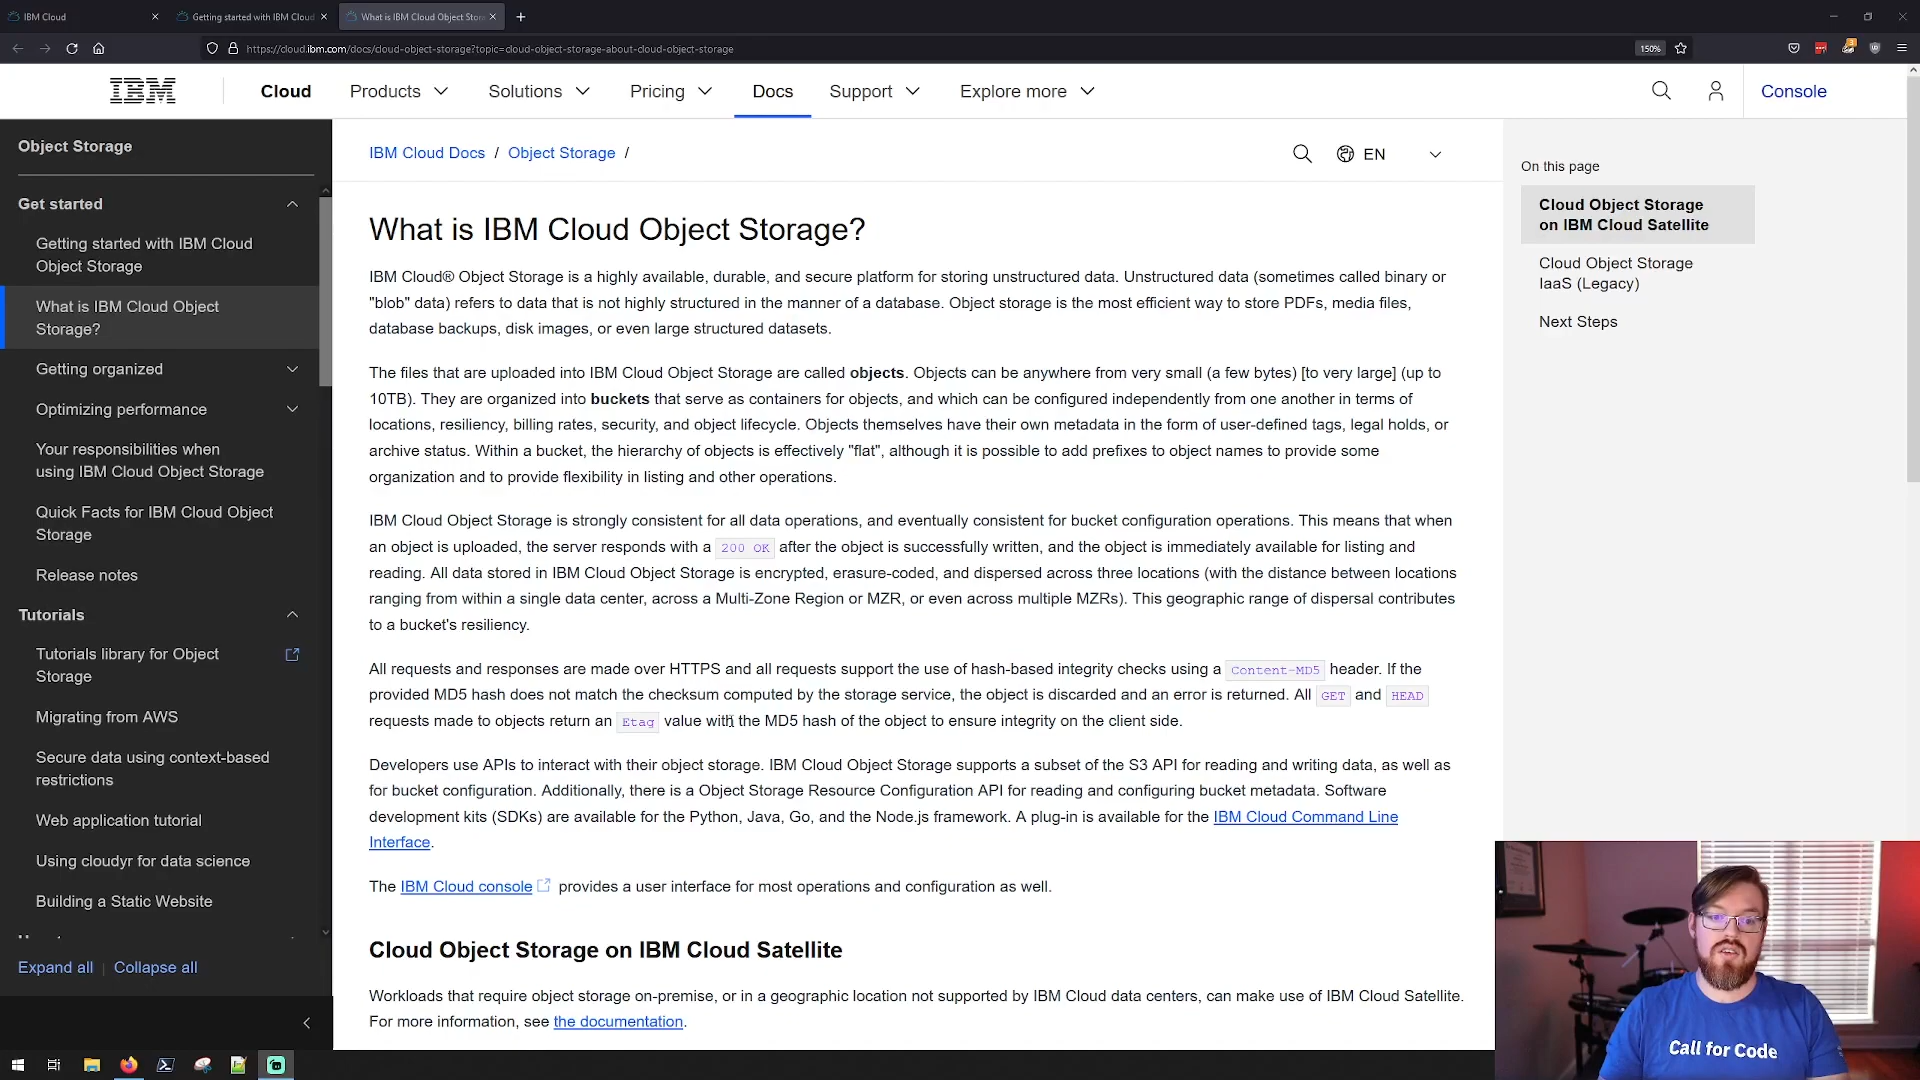 IBM Cloud
Getting started with IBM Cloud
What is IBM Cloud Object Stora
https://cloud.ibm.com/docs/cloud-object-storage?topic=cloud-object-storage-about-cloud-object-storage
150%
IBM
Cloud
Products
Solutions
Pricing
Docs
Support
Explore more
Console
Object Storage
Get started
Getting started with IBM Cloud
Object Storage
What is IBM Cloud Object
Storage?
Getting organized
Optimizing performance
Your responsibilities when
using IBM Cloud Object Storage
Quick Facts for IBM Cloud Object
Storage
Release notes
Tutorials
Tutorials library for Object
Storage
Migrating from AWS
Secure data using context-based
restrictions
Web application tutorial
Using cloudyr for data science
Building a Static Website
Expand all | Collapse all
IBM Cloud Docs / Object Storage /
EN
What is IBM Cloud Object Storage?
IBM Cloud® Object Storage is a highly available, durable, and secure platform for storing unstructured data. Unstructured data (sometimes called binary or
"blob" data) refers to data that is not highly structured in the manner of a database. Object storage is the most efficient way to store PDFs, media files,
database backups, disk images, or even large structured datasets.
The files that are uploaded into IBM Cloud Object Storage are called objects. Objects can be anywhere from very small (a few bytes) [to very large] (up to
10TB). They are organized into buckets that serve as containers for objects, and which can be configured independently from one another in terms of
locations, resiliency, billing rates, security, and object lifecycle. Objects themselves have their own metadata in the form of user-defined tags, legal holds, or
archive status. Within a bucket, the hierarchy of objects is effectively "flat", although it is possible to add prefixes to object names to provide some
organization and to provide flexibility in listing and other operations.
IBM Cloud Object Storage is strongly consistent for all data operations, and eventually consistent for bucket configuration operations. This means that when
an object is uploaded, the server responds with a 200 OK after the object is successfully written, and the object is immediately available for listing and
reading. All data stored in IBM Cloud Object Storage is encrypted, erasure-coded, and dispersed across three locations (with the distance between locations
ranging from within a single data center, across a Multi-Zone Region or MZR, or even across multiple MZRs). This geographic range of dispersal contributes
to a bucket's resiliency.
All requests and responses are made over HTTPS and all requests support the use of hash-based integrity checks using a Content-MD5 header. If the
provided MD5 hash does not match the checksum computed by the storage service, the object is discarded and an error is returned. All GET and HEAD
requests made to objects return an Etag value with the MD5 hash of the object to ensure integrity on the client side.
Developers use APIs to interact with their object storage. IBM Cloud Object Storage supports a subset of the S3 API for reading and writing data, as well as
for bucket configuration. Additionally, there is a Object Storage Resource Configuration API for reading and configuring bucket metadata. Software
development kits (SDKs) are available for the Python, Java, Go, and the Node.js framework. A plug-in is available for the IBM Cloud Command Line
Interface.
The IBM Cloud console provides a user interface for most operations and configuration as well.
Cloud Object Storage on IBM Cloud Satellite
Workloads that require object storage on-premise, or in a geographic location not supported by IBM Cloud data centers, can make use of IBM Cloud Satellite.
For more information, see the documentation.
On this page
Cloud Object Storage
on IBM Cloud Satellite
Cloud Object Storage
IaaS (Legacy)
Next Steps
Call for Code